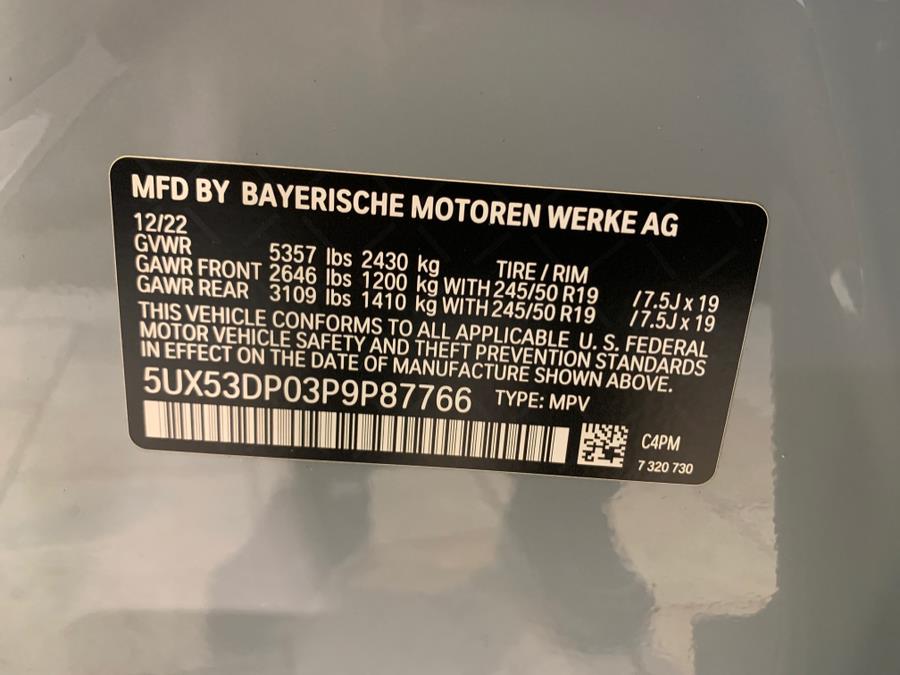 MFD BY BAYERISCHE MOTOREN WERKE AG
12/22
GVWR 5357 lbs 2430 kg TIRE / RIM
GAWR FRONT 2646 lbs 1200 kg WITH 245/50 R19 / 7.5J x 19
GAWR REAR 3109 lbs 1410 kg WITH 245/50 R19 / 7.5J x 19
THIS VEHICLE CONFORMS TO ALL APPLICABLE U. S. FEDERAL
MOTOR VEHICLE SAFETY AND THEFT PREVENTION STANDARDS
IN EFFECT ON THE DATE OF MANUFACTURE SHOWN ABOVE.
5UX53DP03P9P87766 TYPE: MPV
C4PM
7 320 730